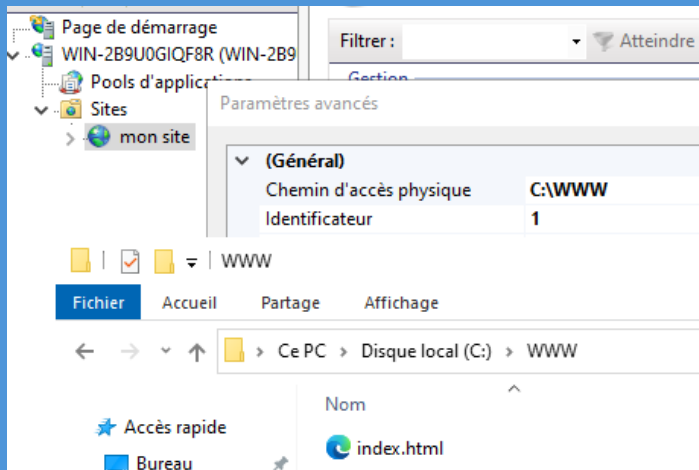 Page de démarrage
Filtrer :
Atteindre
WIN-2B9U0GIQF8R (WIN-2B9
Gestion
Pools d'applications
Paramètres avancés
Sites
mon site
(Général)
Chemin d'accès physique C:\WWW
Identificateur 1
WWW
Fichier Accueil Partage Affichage
Ce PC > Disque local (C:) > WWW
Nom
Accès rapide
index.html
Bureau